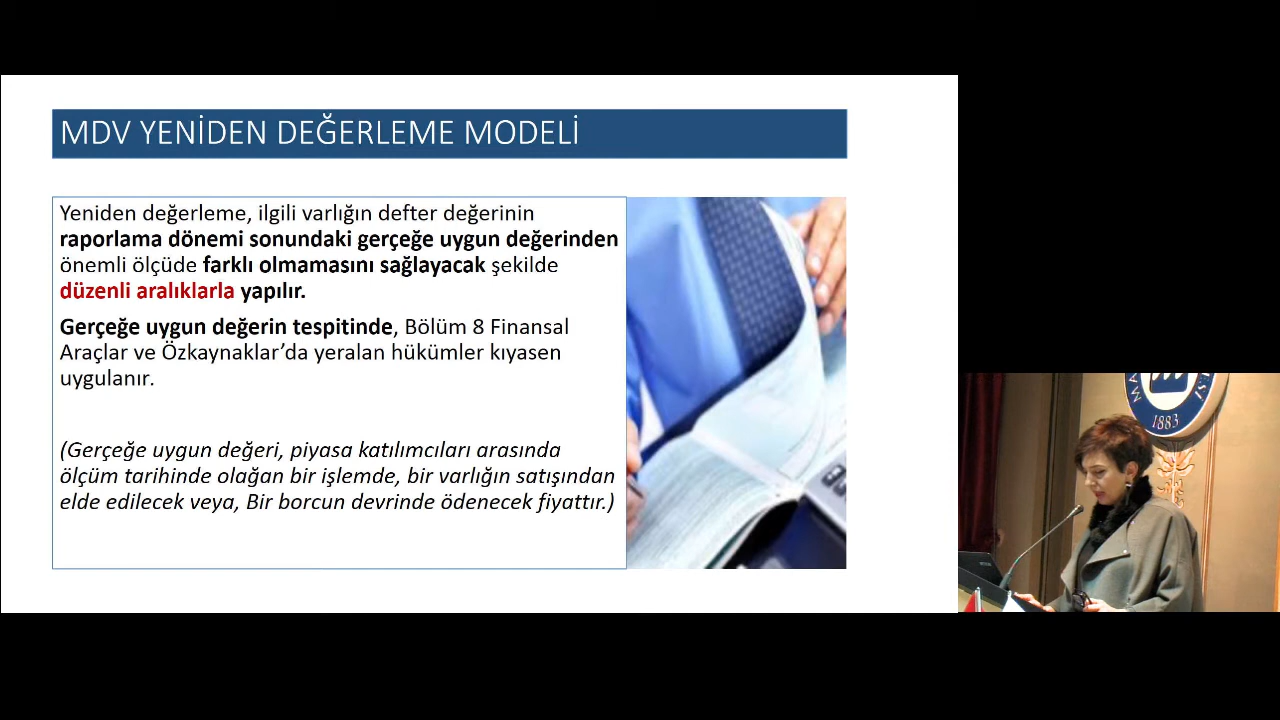 MDV YENİDEN DEĞERLEME MODELİ
Yeniden değerleme, ilgili varlığın defter değerinin
raporlama dönemi sonundaki gerçeğe uygun değerinden
önemli ölçüde farklı olmamasını sağlayacak şekilde
düzenli aralıklarla yapılır.
Gerçeğe uygun değerin tespitinde, Bölüm 8 Finansal
Araçlar ve Özkaynaklar’da yeralan hükümler kıyasen
uygulanır.
(Gerçeğe uygun değeri, piyasa katılımcıları arasında
ölçüm tarihinde olağan bir işlemde, bir varlığın satışından
elde edilecek veya, Bir borcun devrinde ödenecek fiyattır.)
1883